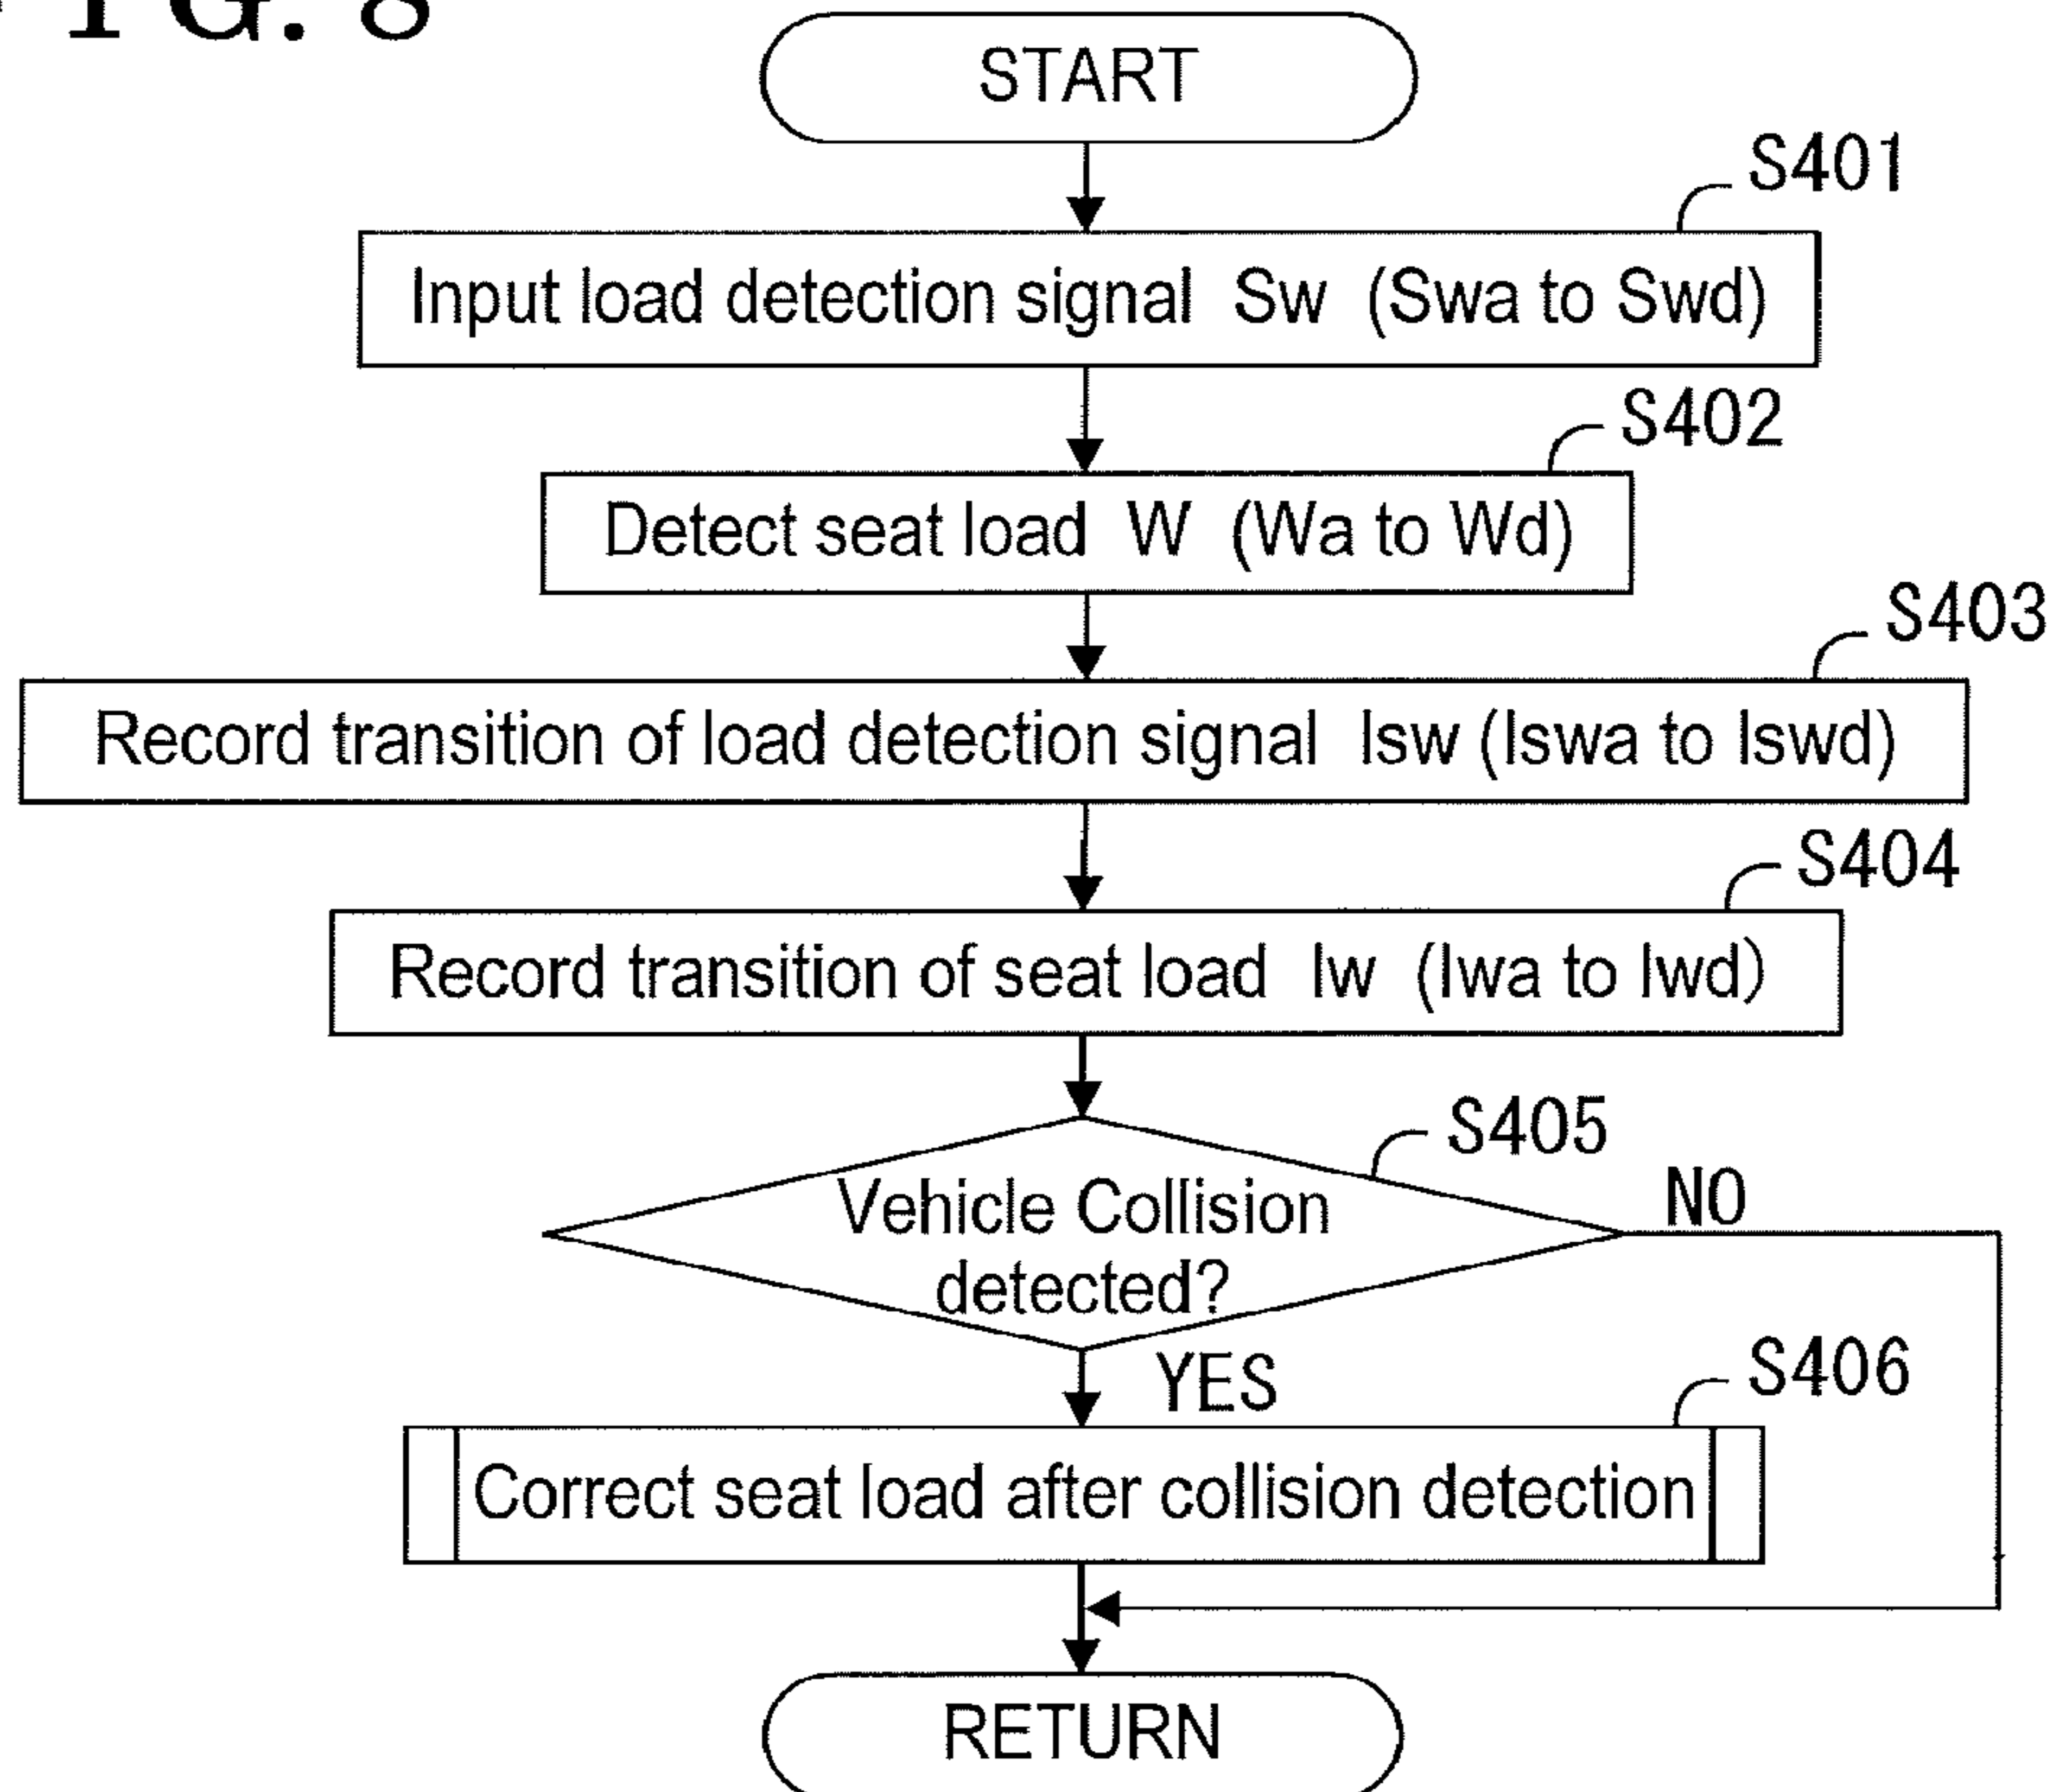 FIG. 8
START
S401
Input load detection signal Sw (Swa to Swd)
S402
Detect seat load W (Wa to Wd)
S403
Record transition of load detection signal Isw (Iswa to Iswd)
S404
Record transition of seat load Iw (Iwa to Iwd)
S405
Vehicle Collision
detected?
NO
YES
S406
Correct seat load after collision detection
RETURN